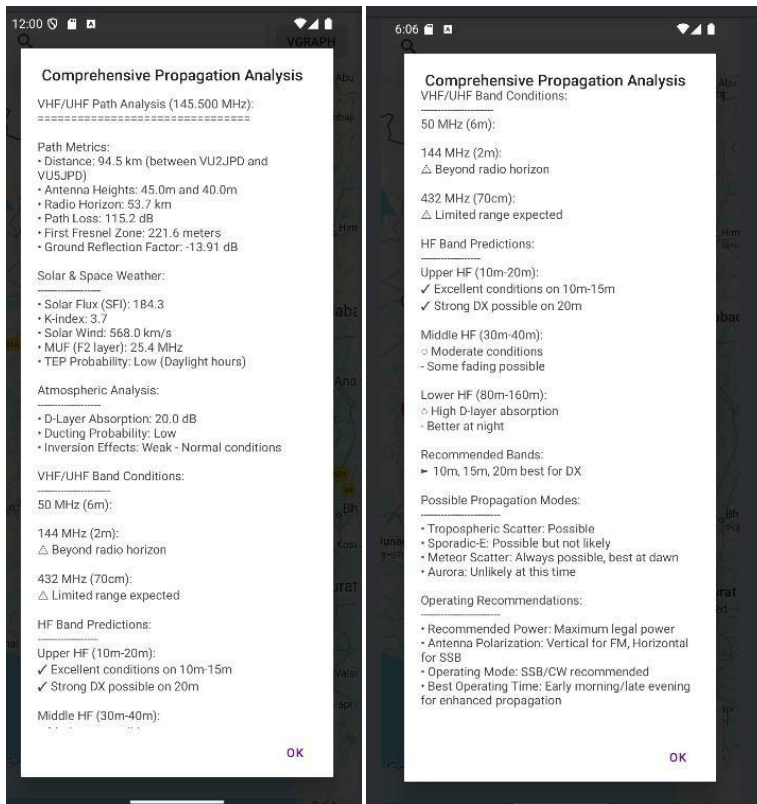 12:00
VGRAPH
Comprehensive Propagation Analysis
VHF/UHF Path Analysis (145.500 MHz):
===============================
Path Metrics:
• Distance: 94.5 km (between VU2JPD and
VU5JPD)
• Antenna Heights: 45.0m and 40.0m
• Radio Horizon: 53.7 km
• Path Loss: 115.2 dB
• First Fresnel Zone: 221.6 meters
• Ground Reflection Factor: -13.91 dB
Solar & Space Weather:
---------------------
• Solar Flux (SFI): 184.3
• K-index: 3.7
• Solar Wind: 568.0 km/s
• MUF (F2 layer): 25.4 MHz
• TEP Probability: Low (Daylight hours)
Atmospheric Analysis:
---------------------
• D-Layer Absorption: 20.0 dB
• Ducting Probability: Low
• Inversion Effects: Weak - Normal conditions
VHF/UHF Band Conditions:
------------------------
50 MHz (6m):
144 MHz (2m):
⚠ Beyond radio horizon
432 MHz (70cm):
⚠ Limited range expected
HF Band Predictions:
--------------------
Upper HF (10m-20m):
✓ Excellent conditions on 10m-15m
✓ Strong DX possible on 20m
Middle HF (30m-40m):
OK
6:06
Comprehensive Propagation Analysis
VHF/UHF Band Conditions:
------------------------
50 MHz (6m):
144 MHz (2m):
⚠ Beyond radio horizon
432 MHz (70cm):
⚠ Limited range expected
HF Band Predictions:
--------------------
Upper HF (10m-20m):
✓ Excellent conditions on 10m-15m
✓ Strong DX possible on 20m
Middle HF (30m-40m):
○ Moderate conditions
- Some fading possible
Lower HF (80m-160m):
∴ High D-layer absorption
- Better at night
Recommended Bands:
► 10m, 15m, 20m best for DX
Possible Propagation Modes:
--------------------------
• Tropospheric Scatter: Possible
• Sporadic-E: Possible but not likely
• Meteor Scatter: Always possible, best at dawn
• Aurora: Unlikely at this time
Operating Recommendations:
--------------------------
• Recommended Power: Maximum legal power
• Antenna Polarization: Vertical for FM, Horizontal
for SSB
• Operating Mode: SSB/CW recommended
• Best Operating Time: Early morning/late evening
for enhanced propagation
OK